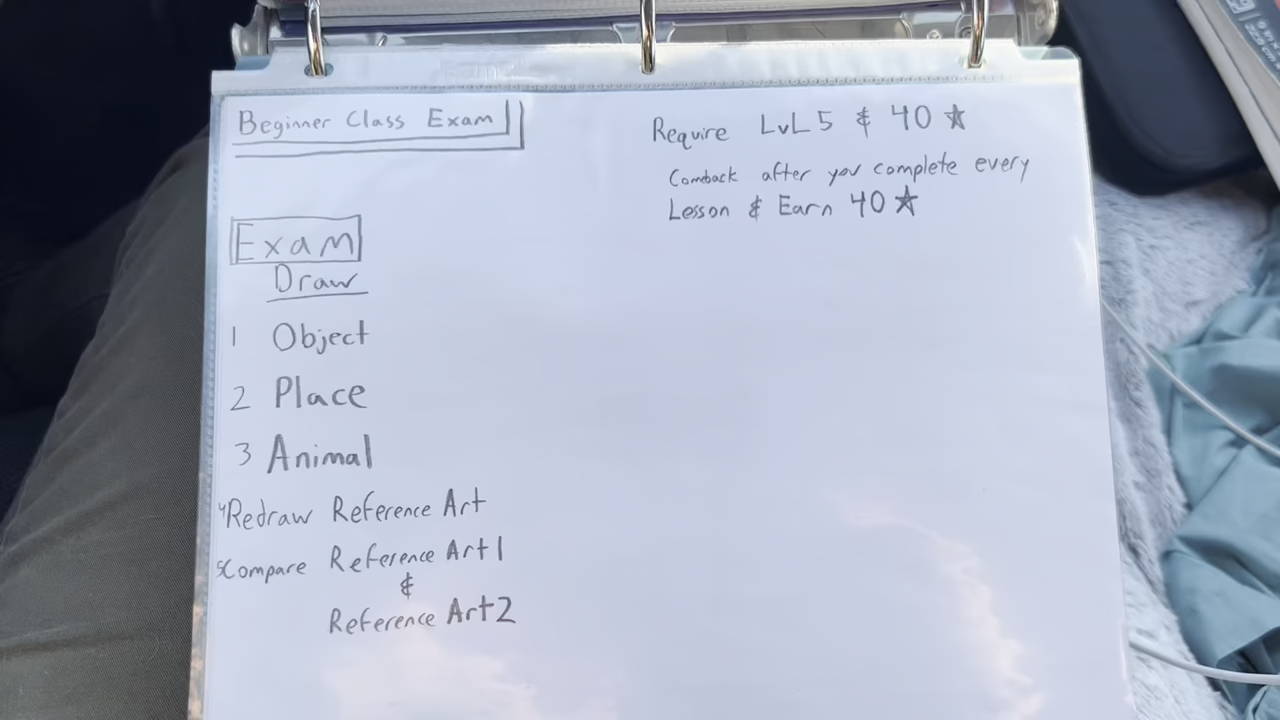 Beginner Class Exam
Require LvL 5 & 40 ★
Comback after you complete every
Lesson & Earn 40 ★
Exam
Draw
1 Object
2 Place
3 Animal
4 Redraw Reference Art
5 Compare Reference Art 1
&
Reference Art 2